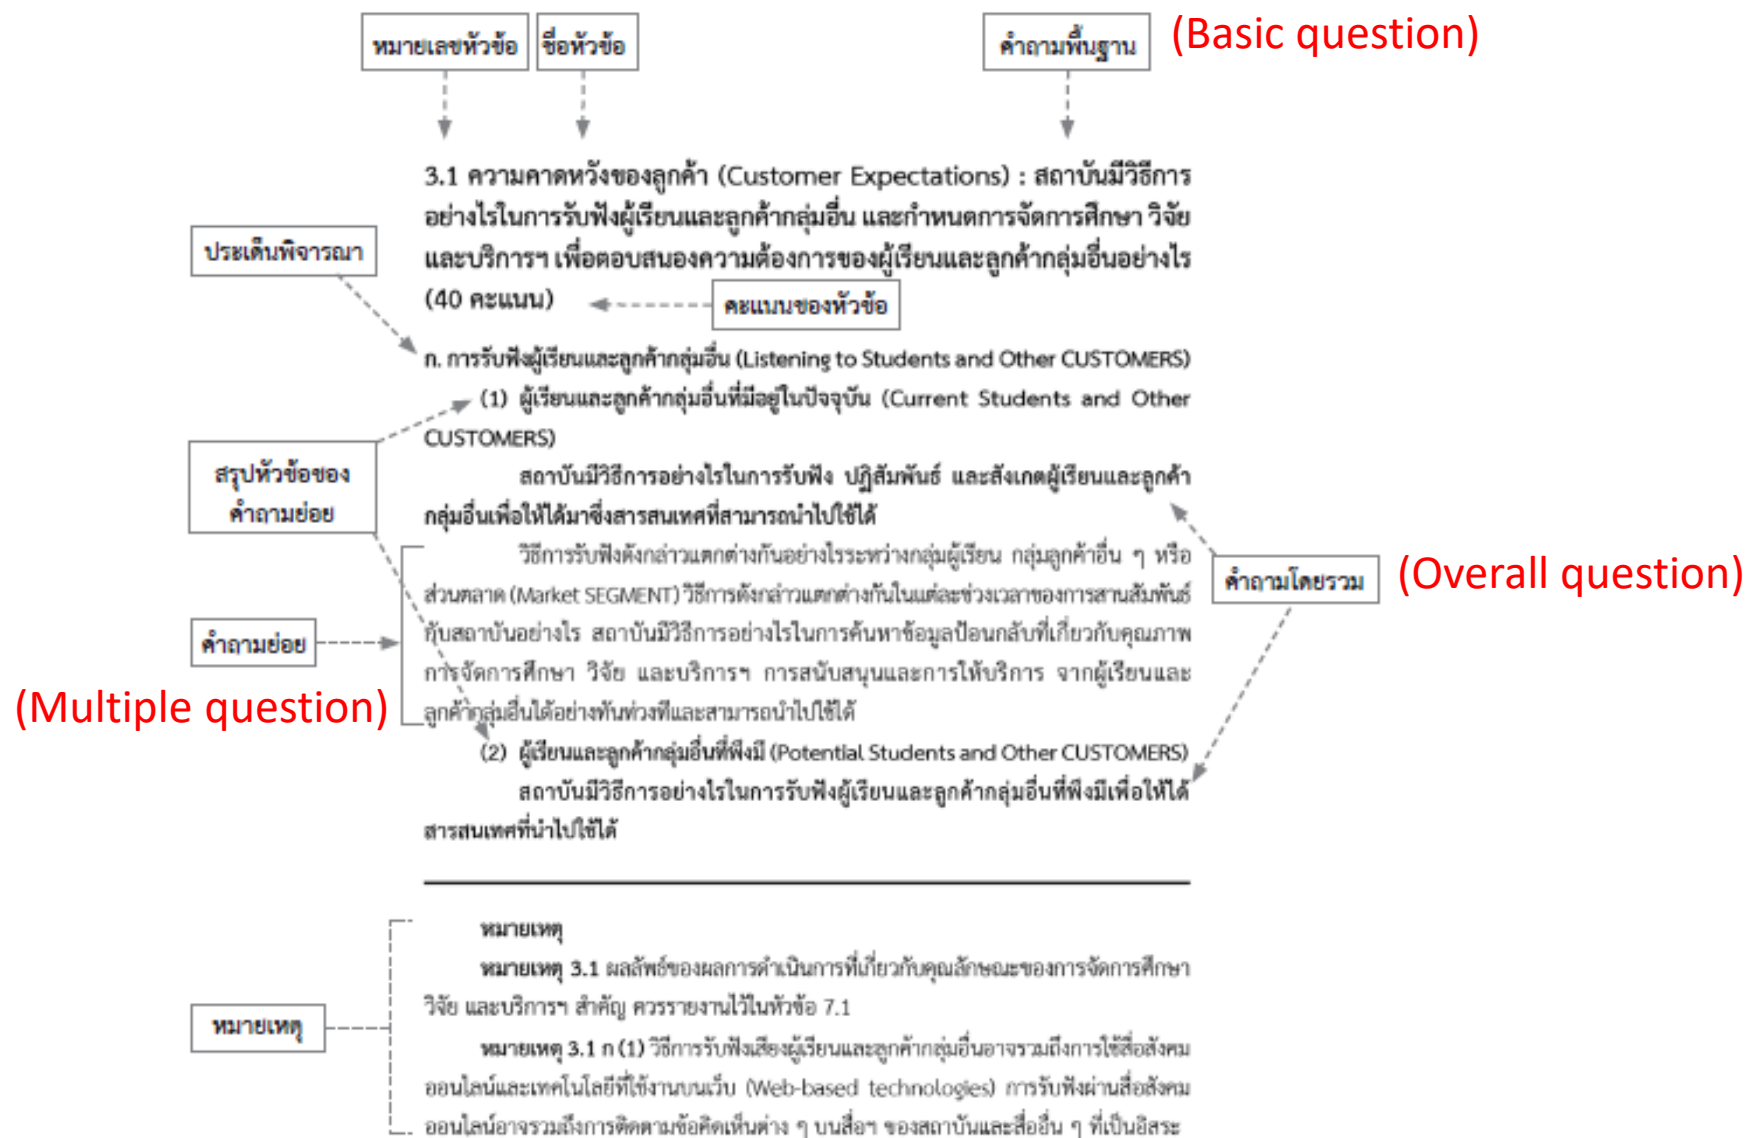 หมายเลขหัวข้อ
ชื่อหัวข้อ
คำถามพื้นฐาน
(Basic question)
3.1 ความคาดหวังของลูกค้า (Customer Expectations) : สถาบันมีวิธีการ
อย่างไรในการรับฟังผู้เรียนและลูกค้ากลุ่มอื่น และกำหนดการจัดการศึกษา วิจัย
ประเด็นพิจารณา
และบริการฯ เพื่อตอบสนองความต้องการของผู้เรียนและลูกค้ากลุ่มอื่นอย่างไร
(40 คะแนน)
คะแนนของหัวข้อ
ก. การรับฟังผู้เรียนและลูกค้ากลุ่มอื่น (Listening to Students and Other CUSTOMERS)
(1) ผู้เรียนและลูกค้ากลุ่มอื่นที่มีอยู่ในปัจจุบัน (Current Students and Other
CUSTOMERS)
สรุปหัวข้อของ
คำถามย่อย
สถาบันมีวิธีการอย่างไรในการรับฟัง ปฏิสัมพันธ์ และสังเกตผู้เรียนและลูกค้า
กลุ่มอื่นเพื่อให้ได้มาซึ่งสารสนเทศที่สามารถนำไปใช้ได้
วิธีการรับฟังดังกล่าวแตกต่างกันอย่างไรระหว่างกลุ่มผู้เรียน กลุ่มลูกค้าอื่น ๆ หรือ
ส่วนตลาด (Market SEGMENT) วิธีการดังกล่าวแตกต่างกันในแต่ละช่วงเวลาของการสานสัมพันธ์
กับสถาบันอย่างไร สถาบันมีวิธีการอย่างไรในการค้นหาข้อมูลป้อนกลับที่เกี่ยวกับคุณภาพ
การจัดการศึกษา วิจัย และบริการฯ การสนับสนุนและการให้บริการ จากผู้เรียนและ
ลูกค้ากลุ่มอื่นได้อย่างทันท่วงทีและสามารถนำไปใช้ได้
คำถามโดยรวม
(Overall question)
คำถามย่อย
(Multiple question)
(2) ผู้เรียนและลูกค้ากลุ่มอื่นที่พึงมี (Potential Students and Other CUSTOMERS)
สถาบันมีวิธีการอย่างไรในการรับฟังผู้เรียนและลูกค้ากลุ่มอื่นที่พึงมีเพื่อให้ได้
สารสนเทศที่นำไปใช้ได้
หมายเหตุ
หมายเหตุ 3.1 ผลลัพธ์ของผลการดำเนินการที่เกี่ยวกับคุณลักษณะของการจัดการศึกษา
วิจัย และบริการฯ สำคัญ ควรรายงานไว้ในหัวข้อ 7.1
หมายเหตุ
หมายเหตุ 3.1 ก (1) วิธีการรับฟังเสียงผู้เรียนและลูกค้ากลุ่มอื่นอาจรวมถึงการใช้สื่อสังคม
ออนไลน์และเทคโนโลยีที่ใช้งานบนเว็บ (Web-based technologies) การรับฟังผ่านสื่อสังคม
ออนไลน์อาจรวมถึงการติดตามข้อคิดเห็นต่าง ๆ บนสื่อฯ ของสถาบันและสื่ออื่น ๆ ที่เป็นอิสระ